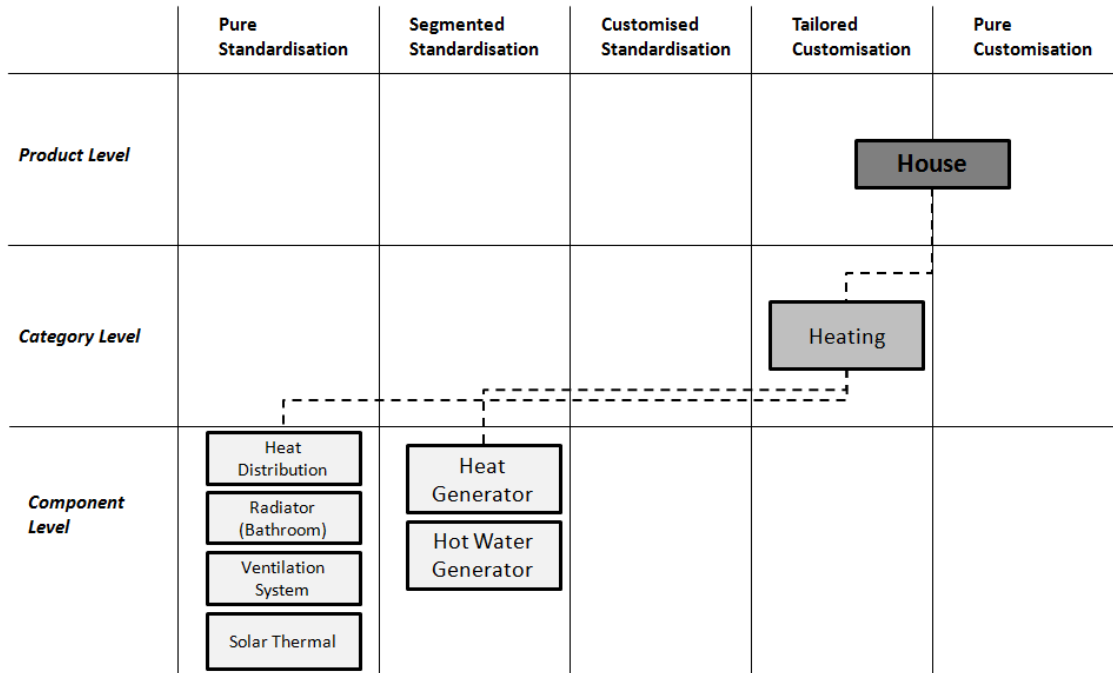 Pure
Standardisation
Segmented
Standardisation
Customised
Standardisation
Tailored
Customisation
Pure
Customisation
Product Level
House
Category Level
Heating
Component
Level
Heat
Distribution
Radiator
(Bathroom)
Ventilation
System
Solar Thermal
Heat
Generator
Hot Water
Generator